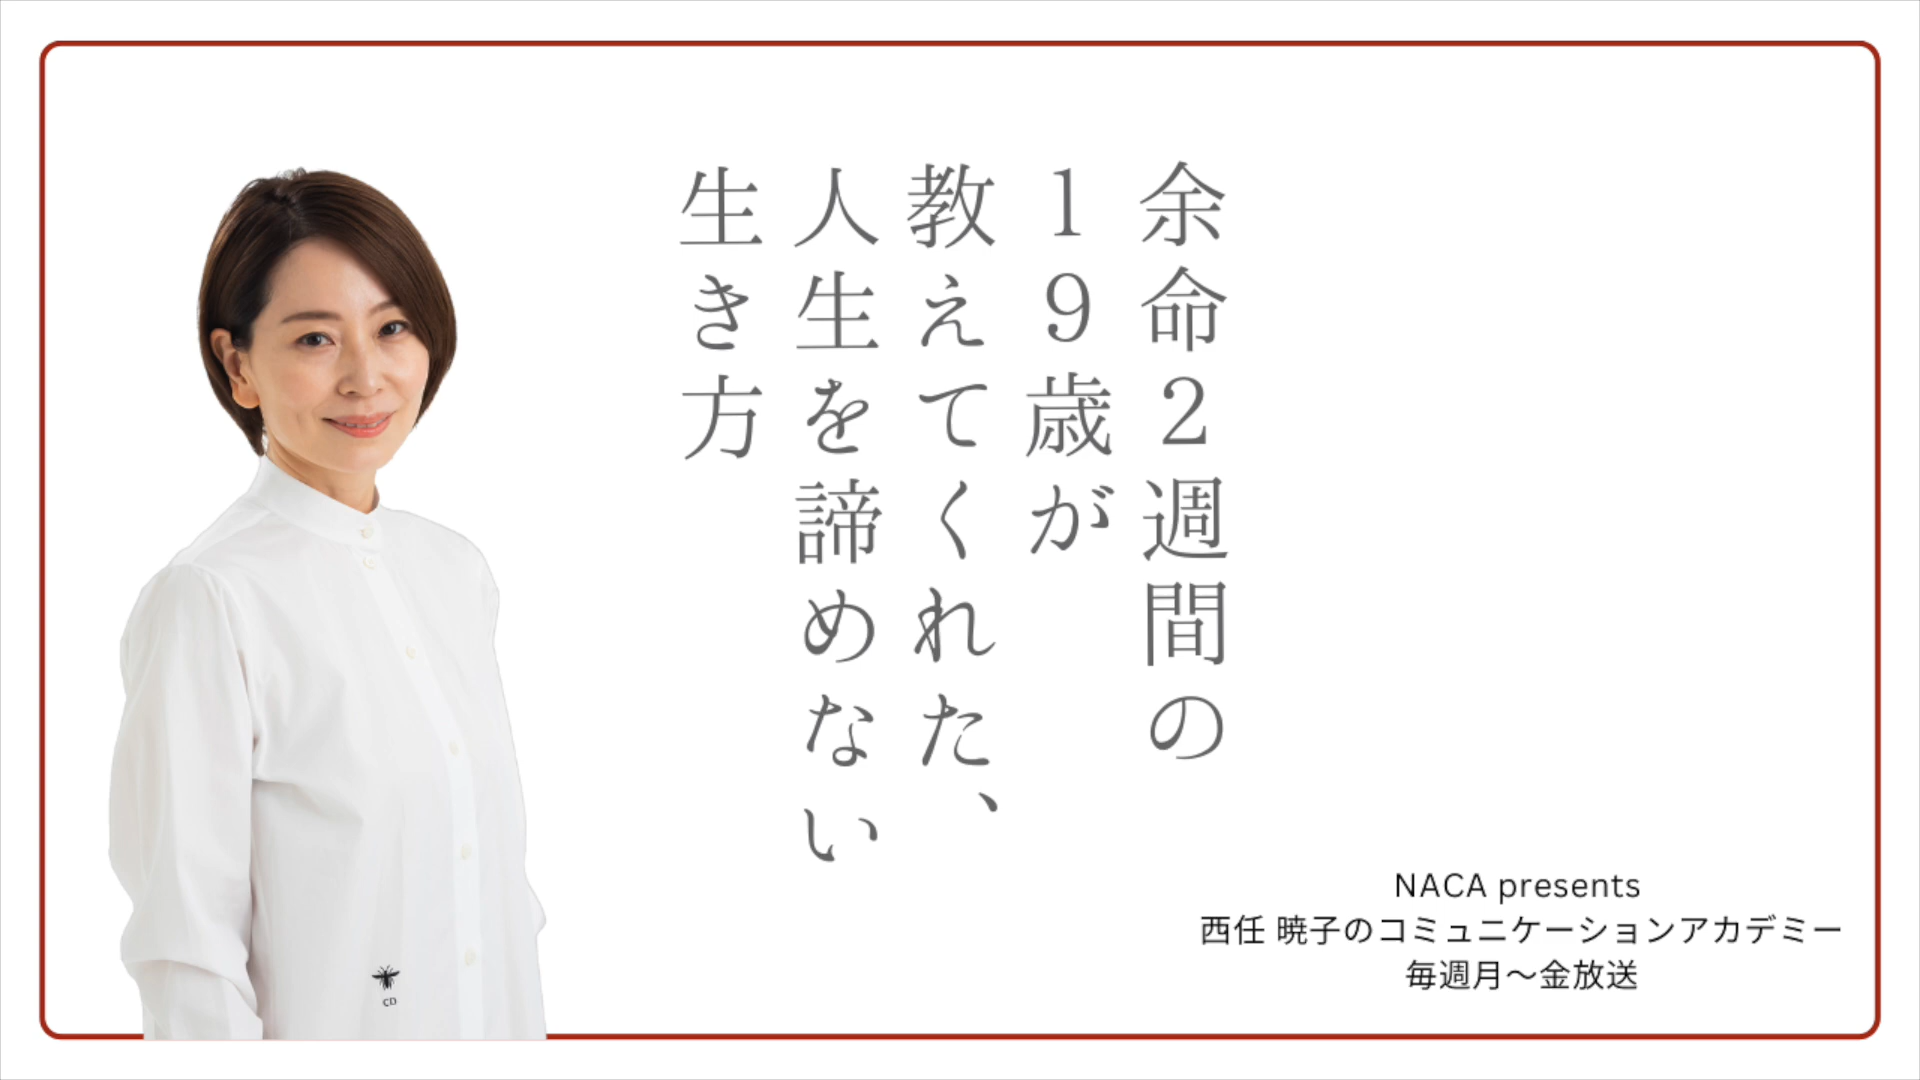 余命2週間の
19歳が
教えてくれた、
人生を諦めない
生き方
NACA presents
西任 暁子のコミュニケーションアカデミー
毎週月〜金放送
CD